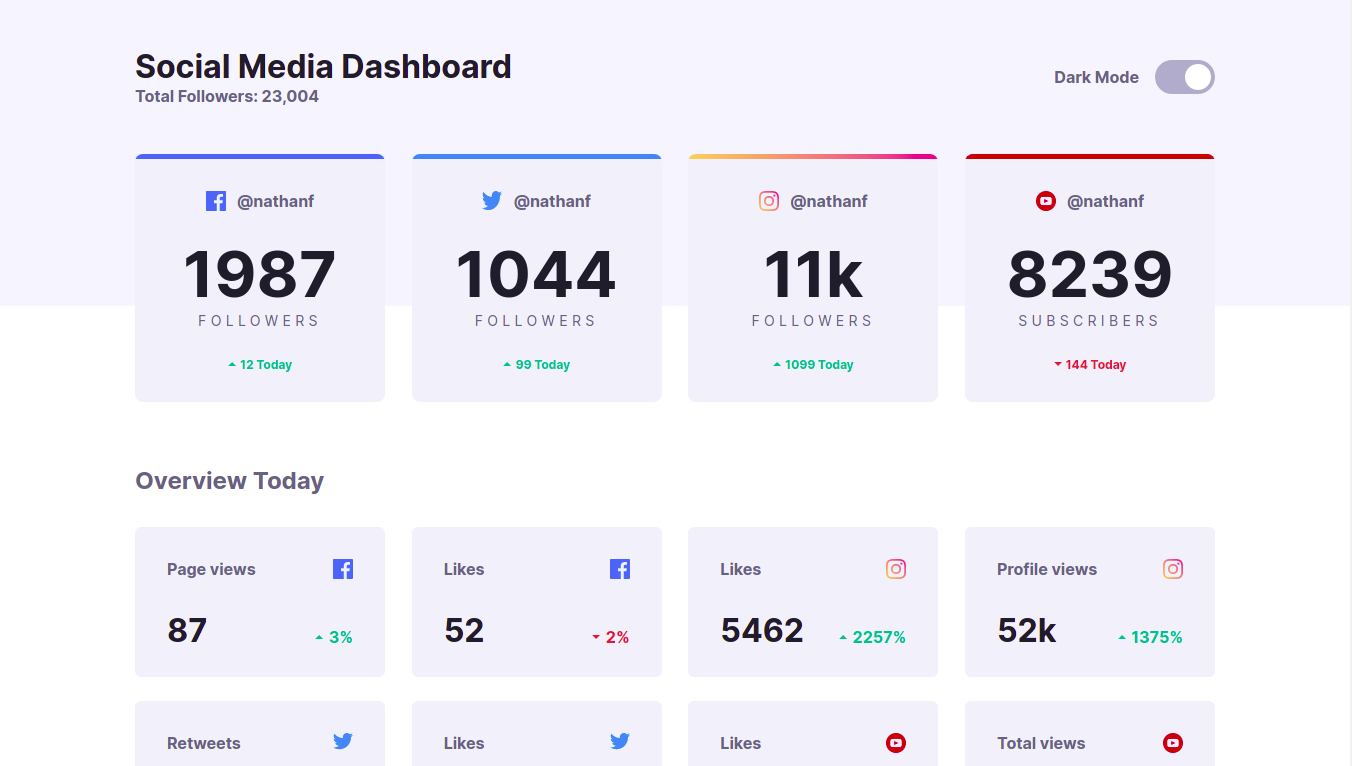 Social Media Dashboard
Total Followers: 23,004
Dark Mode
@nathanf
1987
FOLLOWERS
12 Today
@nathanf
1044
FOLLOWERS
99 Today
@nathanf
11k
FOLLOWERS
1099 Today
@nathanf
8239
SUBSCRIBERS
144 Today
Overview Today
Page views
87
3%
Likes
52
2%
Likes
5462
2257%
Profile views
52k
1375%
Retweets
Likes
Likes
Total views